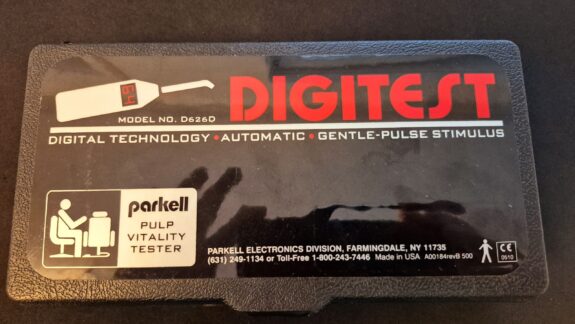 DIGITEST
MODEL NO. D626D
DIGITAL TECHNOLOGY • AUTOMATIC • GENTLE-PULSE STIMULUS
parkell
PULP
VITALITY
TESTER
PARKELL ELECTRONICS DIVISION, FARMINGDALE, NY 11735
(631) 249-1134 or Toll-Free 1-800-243-7446 Made in USA A00184revB 500
CE
0510